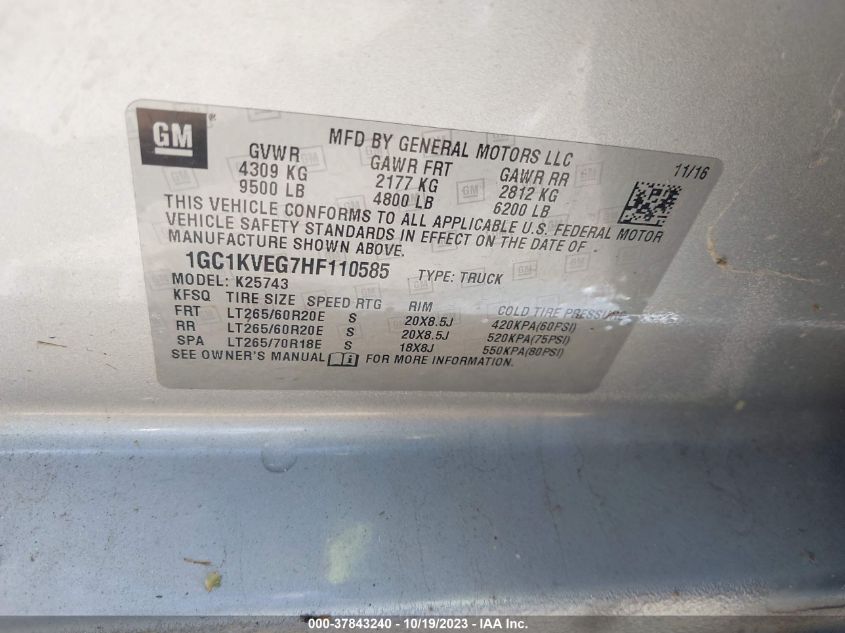 GM ®
MFD BY GENERAL MOTORS LLC
11/16
GVWR GAWR FRT GAWR RR
4309 KG 2177 KG 2812 KG
9500 LB 4800 LB 6200 LB
THIS VEHICLE CONFORMS TO ALL APPLICABLE U.S. FEDERAL MOTOR
VEHICLE SAFETY STANDARDS IN EFFECT ON THE DATE OF
MANUFACTURE SHOWN ABOVE.
1GC1KVEG7HF110585 TYPE: TRUCK
MODEL: K25743
KFSQ TIRE SIZE SPEED RTG RIM COLD TIRE PRESSURE
FRT LT265/60R20E S 20X8.5J 420KPA(60PSI)
RR LT265/60R20E S 20X8.5J 520KPA(75PSI)
SPA LT265/70R18E S 18X8J 550KPA(80PSI)
SEE OWNER'S MANUAL FOR MORE INFORMATION.
000-37843240 - 10/19/2023 - IAA Inc.